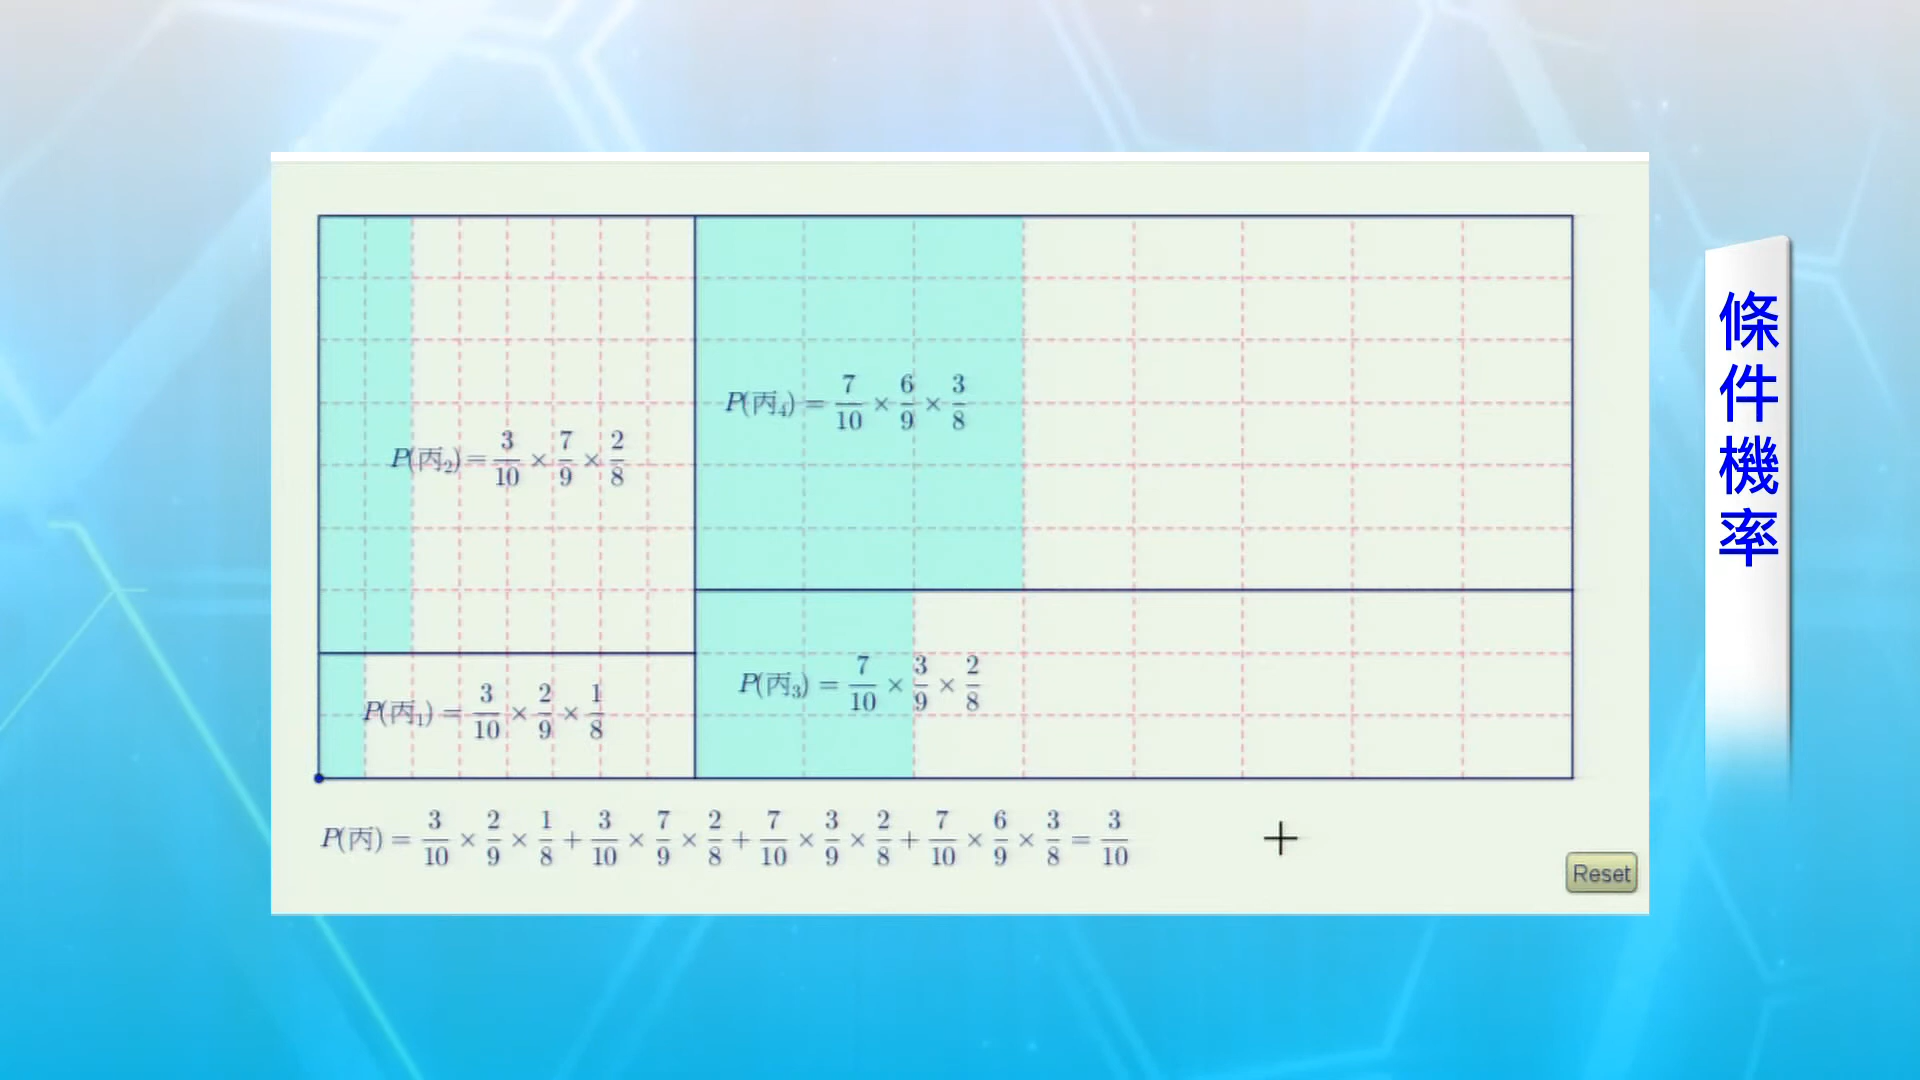 P(丙₄) = 7/10 × 6/9 × 3/8
P(丙₂) = 3/10 × 7/9 × 2/8
P(丙₃) = 7/10 × 3/9 × 2/8
P(丙₁) = 3/10 × 2/9 × 1/8
P(丙) = 3/10 × 2/9 × 1/8 + 3/10 × 7/9 × 2/8 + 7/10 × 3/9 × 2/8 + 7/10 × 6/9 × 3/8 = 3/10
Reset
條件機率